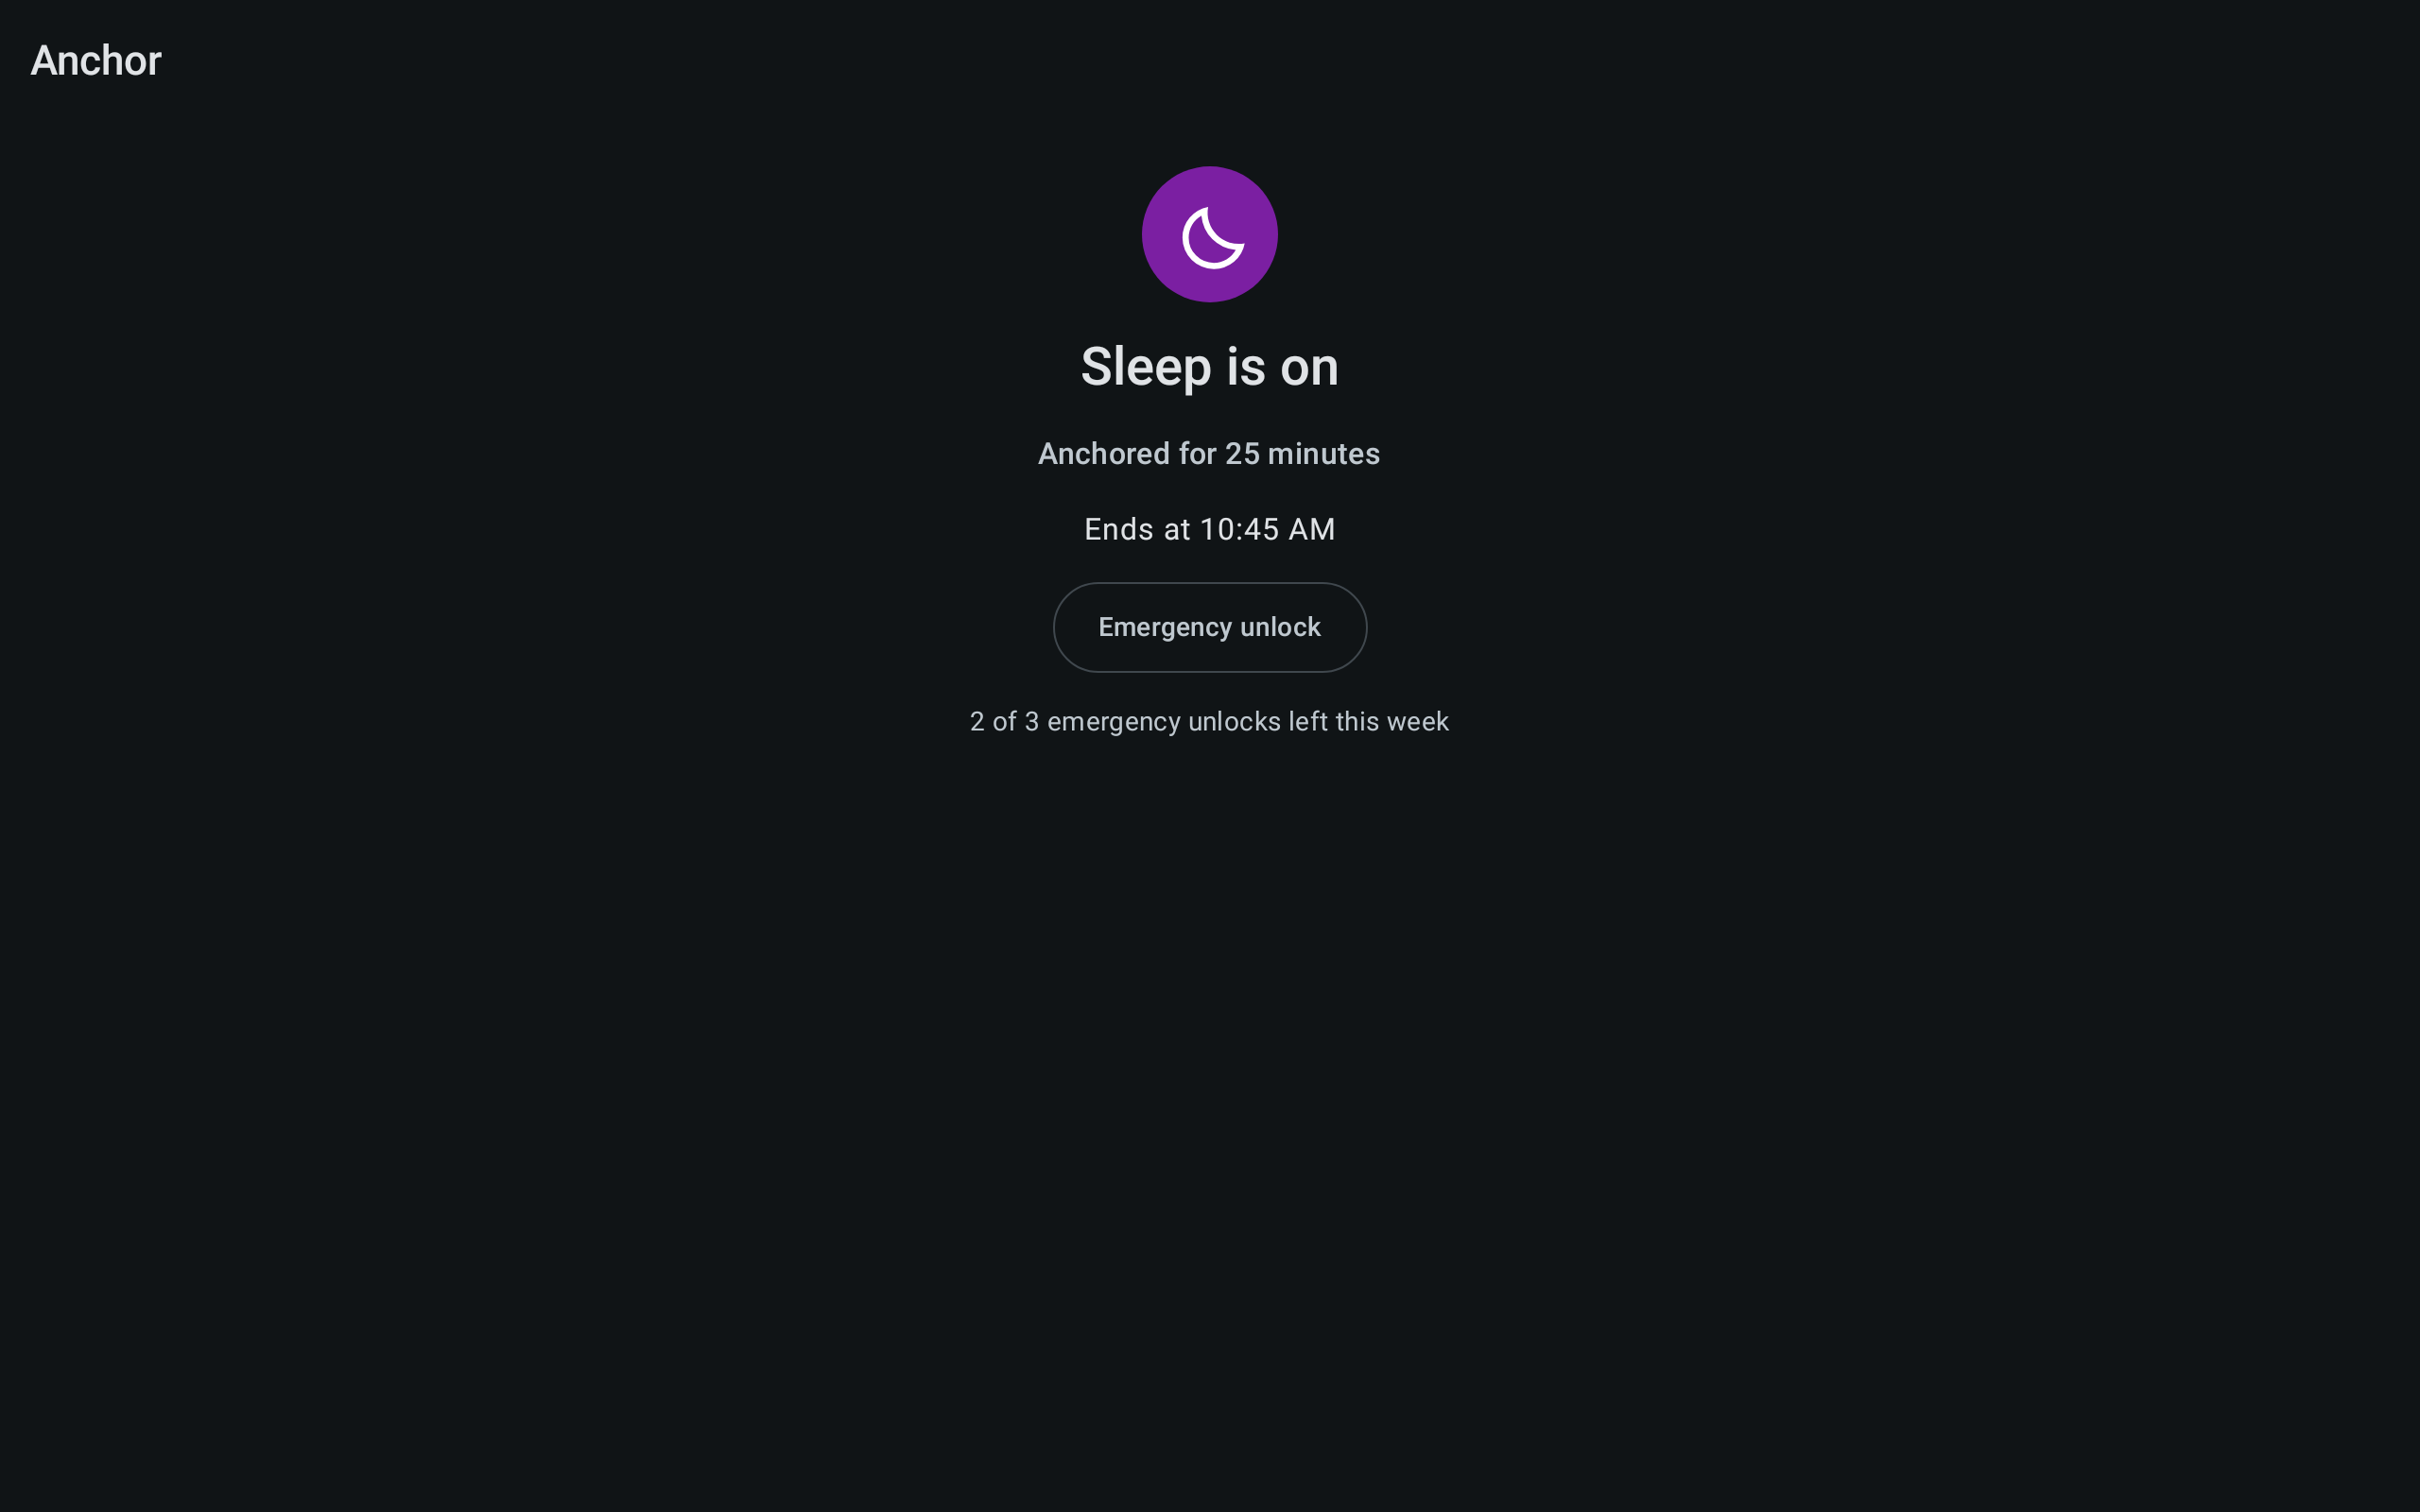 Anchor
Sleep is on
Anchored for 25 minutes
Ends at 10:45 AM
Emergency unlock
2 of 3 emergency unlocks left this week